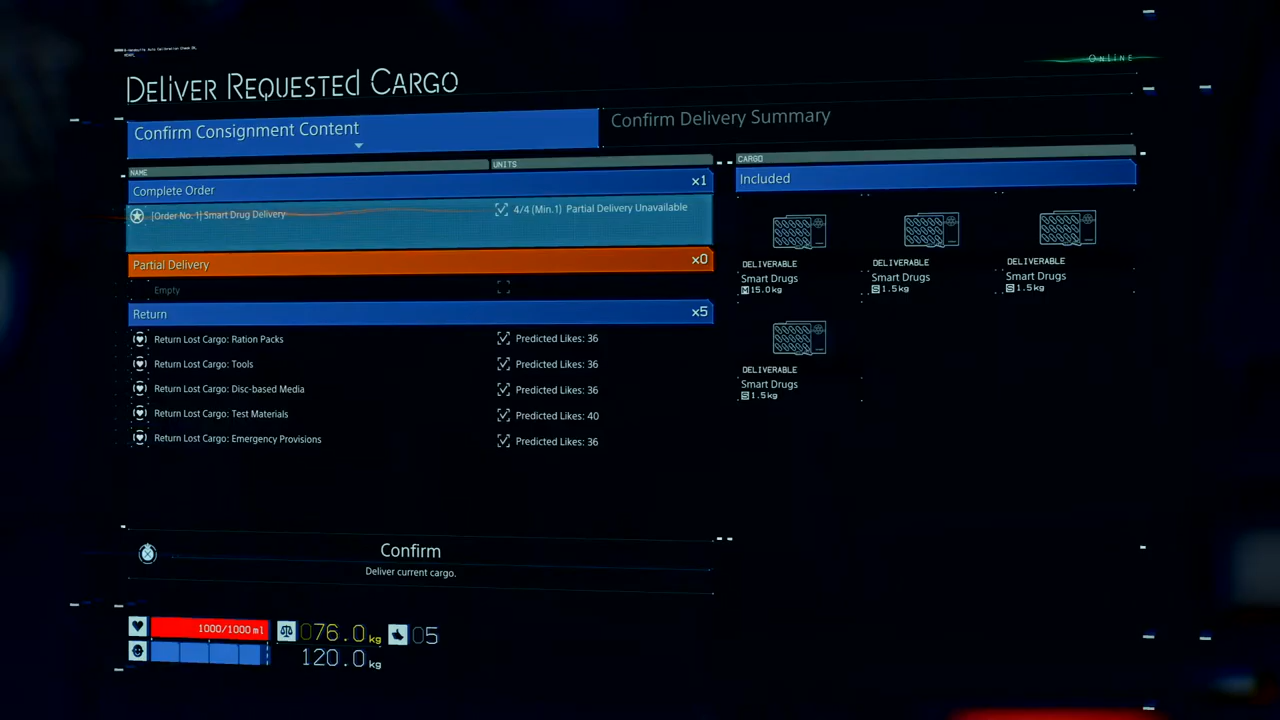 Deliver Requested Cargo
Online
Confirm Consignment Content
Confirm Delivery Summary
NAME
UNITS
CARGO
Complete Order
x1
Included
[Order No. 1] Smart Drug Delivery
4/4 (Min.1) Partial Delivery Unavailable
Partial Delivery
x0
Empty
Return
x5
Return Lost Cargo: Ration Packs
Predicted Likes: 36
Return Lost Cargo: Tools
Predicted Likes: 36
Return Lost Cargo: Disc-based Media
Predicted Likes: 36
Return Lost Cargo: Test Materials
Predicted Likes: 40
Return Lost Cargo: Emergency Provisions
Predicted Likes: 36
DELIVERABLE
Smart Drugs
M 15.0kg
DELIVERABLE
Smart Drugs
S 1.5kg
DELIVERABLE
Smart Drugs
S 1.5kg
DELIVERABLE
Smart Drugs
S 1.5kg
Confirm
Deliver current cargo.
1000/1000 ml
076.0 kg
05
120.0 kg